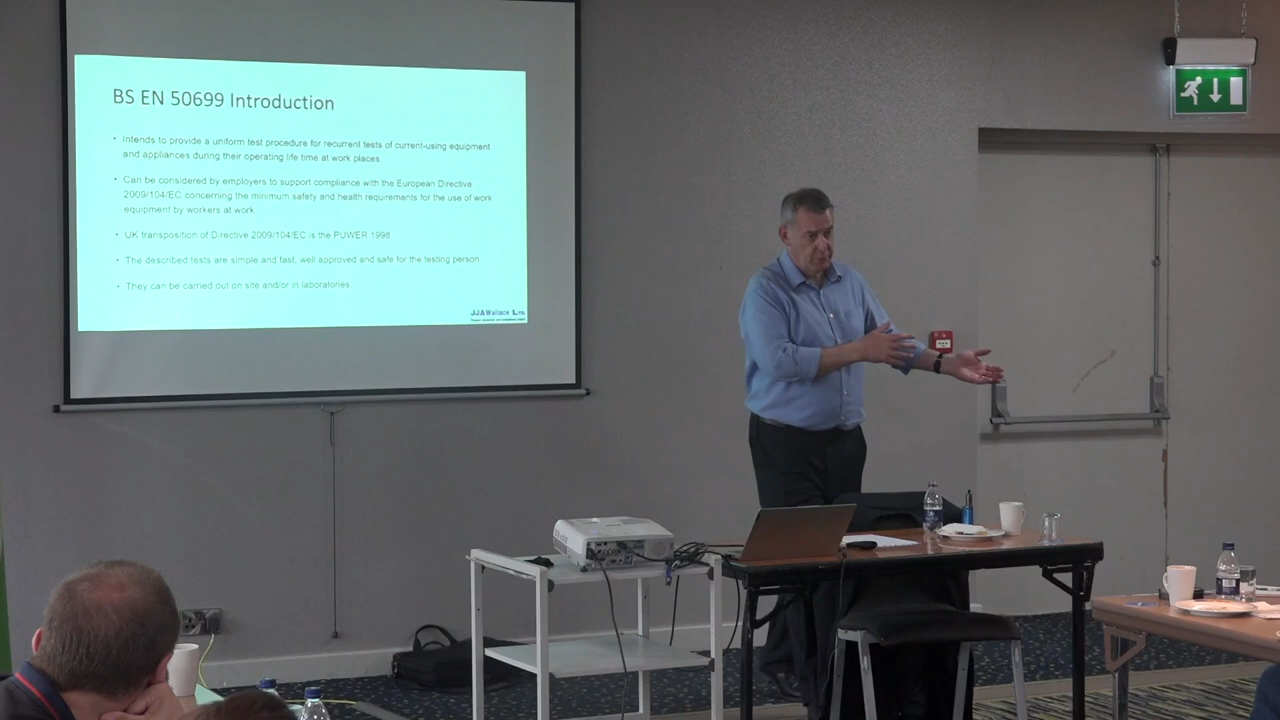 BS EN 50699 Introduction
• Intends to provide a uniform test procedure for recurrent tests of current-using equipment
and appliances during their operating life time at work places.
• Can be considered by employers to support compliance with the European Directive
2009/104/EC concerning the minimum safety and health requirements for the use of work
equipment by workers at work
• UK transposition of Directive 2009/104/EC is the PUWER 1998
• The described tests are simple and fast, well approved and safe for the testing person.
• They can be carried out on site and/or in laboratories.
JJAWallace LTD.